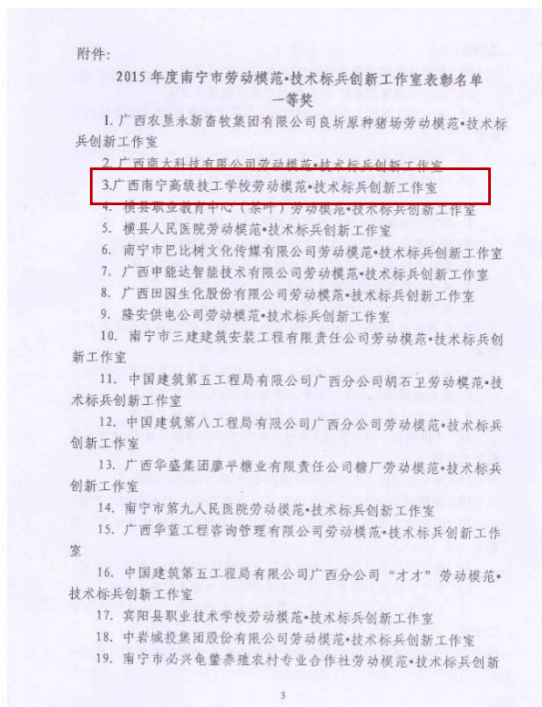 附件：
2015 年度南宁市劳动模范•技术标兵创新工作室表彰名单
一等奖
1. 广西农垦永新畜牧集团有限公司良圻原种猪场劳动模范•技术标
兵创新工作室
2. 广西南大科技有限公司劳动模范•技术标兵创新工作室
3.广西南宁高级技工学校劳动模范•技术标兵创新工作室
4. 横县职业教育中心（茶叶）劳动模范•技术标兵创新工作室
5. 横县人民医院劳动模范•技术标兵创新工作室
6. 南宁市巴比树文化传媒有限公司劳动模范•技术标兵创新工作室
7. 广西申能达智能技术有限公司劳动模范•技术标兵创新工作室
8. 广西田园生化股份有限公司劳动模范•技术标兵创新工作室
9. 隆安供电公司劳动模范•技术标兵创新工作室
10. 南宁市三建建筑安装工程有限责任公司劳动模范•技术标兵创
新工作室
11. 中国建筑第五工程局有限公司广西分公司胡石卫劳动模范•技
术标兵创新工作室
12. 中国建筑第八工程局有限公司广西分公司劳动模范•技术标兵
创新工作室
13. 广西华盛集团廖平糖业有限责任公司糖厂劳动模范•技术标兵
创新工作室
14. 南宁市第九人民医院劳动模范•技术标兵创新工作室
15. 广西华蓝工程咨询管理有限公司劳动模范•技术标兵创新工作
室
16. 中国建筑第五工程局有限公司广西分公司“才才”劳动模范•
技术标兵创新工作室
17. 宾阳县职业技术学校劳动模范•技术标兵创新工作室
18. 中岩城投集团股份有限公司劳动模范•技术标兵创新工作室
19. 南宁市必兴龟鳖养殖农村专业合作社劳动模范•技术标兵创新
3